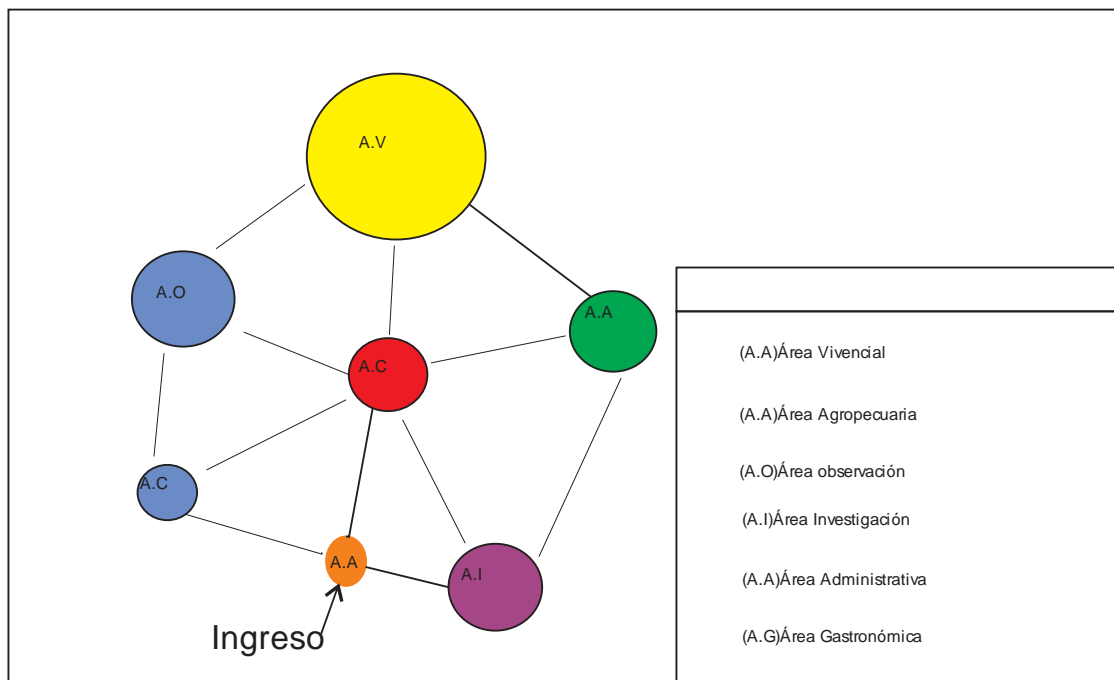 A.V
A.O
A.A
A.C
A.C
A.A
A.I
Ingreso
(A.A)Área Vivencial
(A.A)Área Agropecuaria
(A.O)Área observación
(A.I)Área Investigación
(A.A)Área Administrativa
(A.G)Área Gastronómica